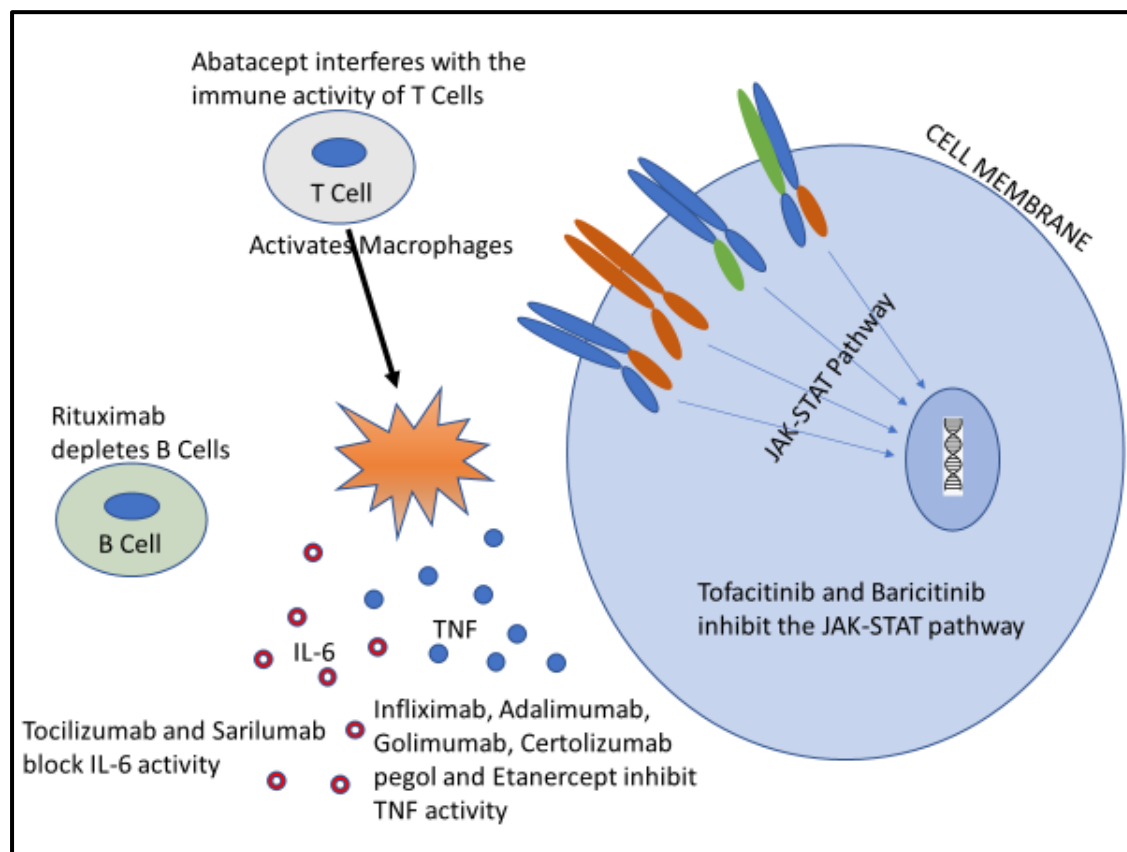 Abatacept interferes with the
immune activity of T Cells
T Cell
Activates Macrophages
CELL MEMBRANE
JAK-STAT Pathway
Rituximab
depletes B Cells
B Cell
Tofacitinib and Baricitinib
inhibit the JAK-STAT pathway
TNF
IL-6
Tocilizumab and Sarilumab
block IL-6 activity
Infliximab, Adalimumab,
Golimumab, Certolizumab
pegol and Etanercept inhibit
TNF activity